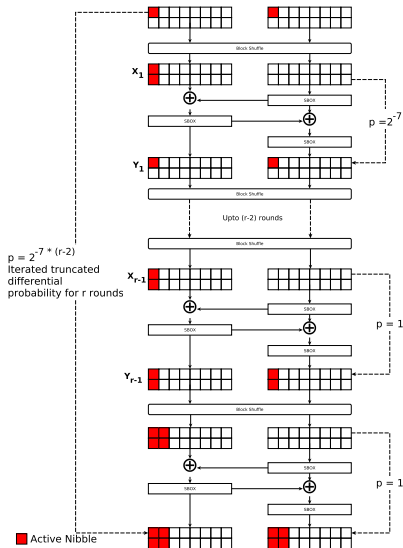 Block Shuffle
X1
SBOX
SBOX
p =2-7
SBOX
Y1
Block Shuffle
Upto (r-2) rounds
Block Shuffle
p = 2-7 * (r-2)
Iterated truncated
differential
probability for r rounds
Xr-1
SBOX
SBOX
p = 1
SBOX
Yr-1
Block Shuffle
SBOX
SBOX
p = 1
SBOX
Active Nibble